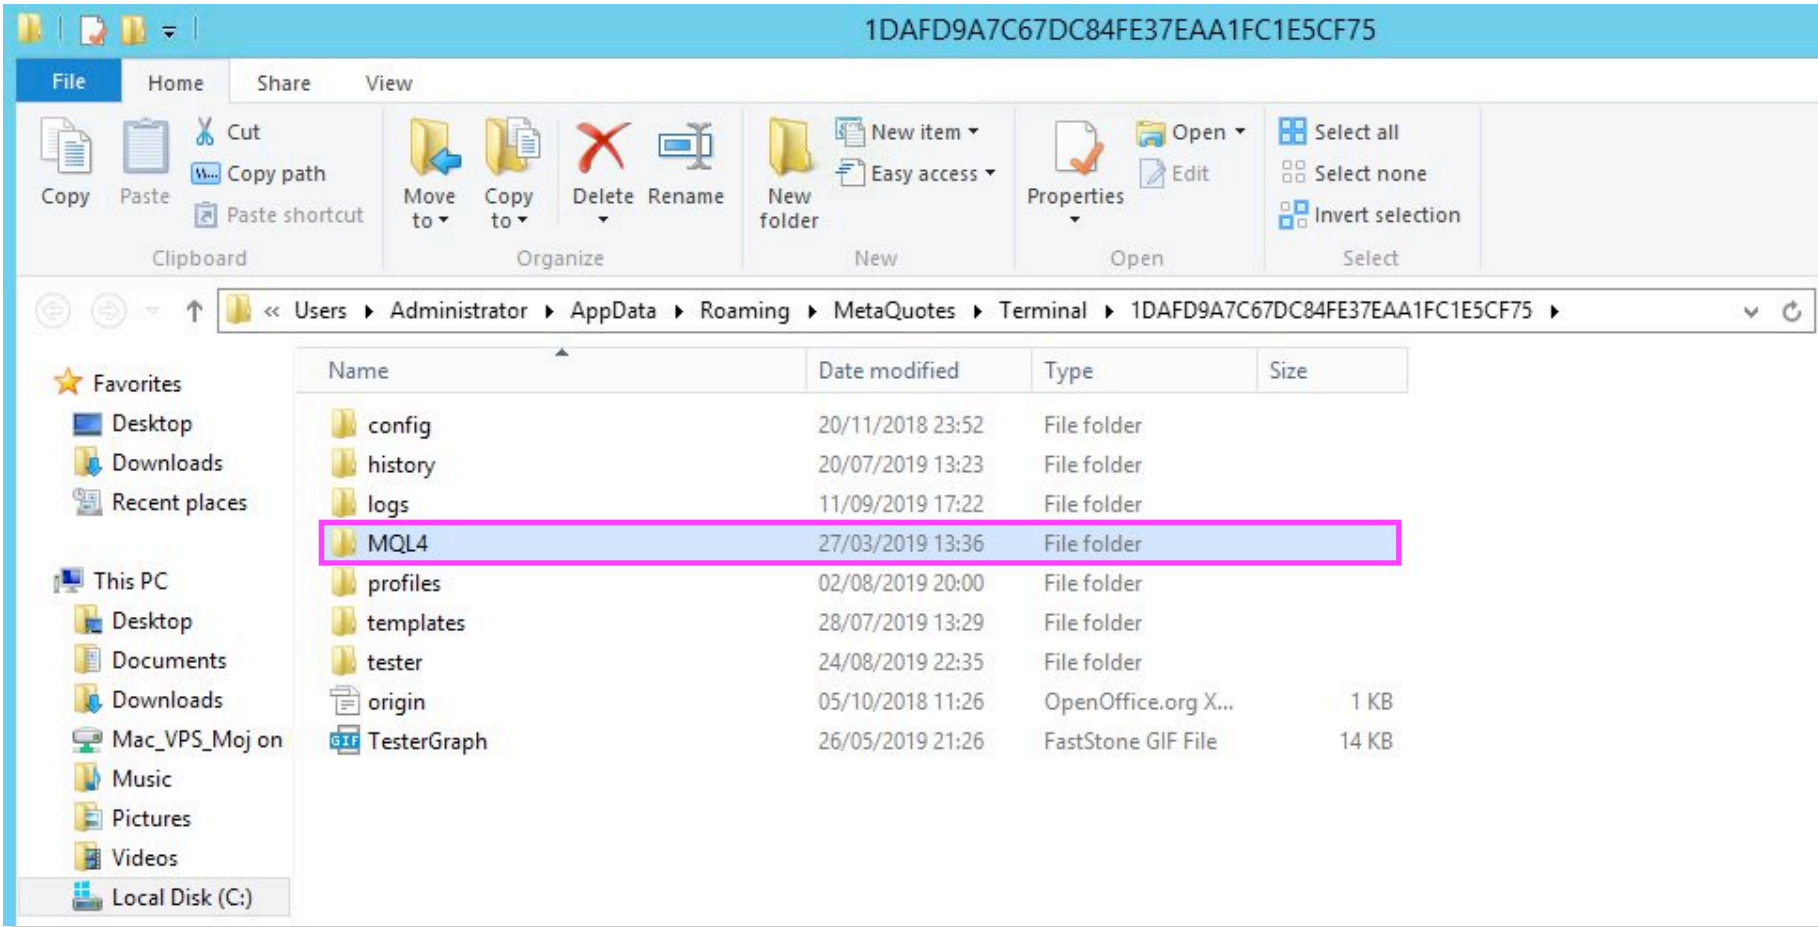 1DAFD9A7C67DC84FE37EAA1FC1E5CF75
File Home Share View
Copy
Paste
Cut
Copy path
Paste shortcut
Clipboard
Move to
Copy to
Delete
Rename
Organize
New folder
New item
Easy access
New
Properties
Open
Edit
Open
Select all
Select none
Invert selection
Select
« Users Administrator AppData Roaming MetaQuotes Terminal 1DAFD9A7C67DC84FE37EAA1FC1E5CF75
Favorites
Desktop
Downloads
Recent places
This PC
Desktop
Documents
Downloads
Mac_VPS_Moj on
Music
Pictures
Videos
Local Disk (C:)
Name Date modified Type Size
config 20/11/2018 23:52 File folder
history 20/07/2019 13:23 File folder
logs 11/09/2019 17:22 File folder
MQL4 27/03/2019 13:36 File folder
profiles 02/08/2019 20:00 File folder
templates 28/07/2019 13:29 File folder
tester 24/08/2019 22:35 File folder
origin 05/10/2018 11:26 OpenOffice.org X... 1 KB
GIF TesterGraph 26/05/2019 21:26 FastStone GIF File 14 KB